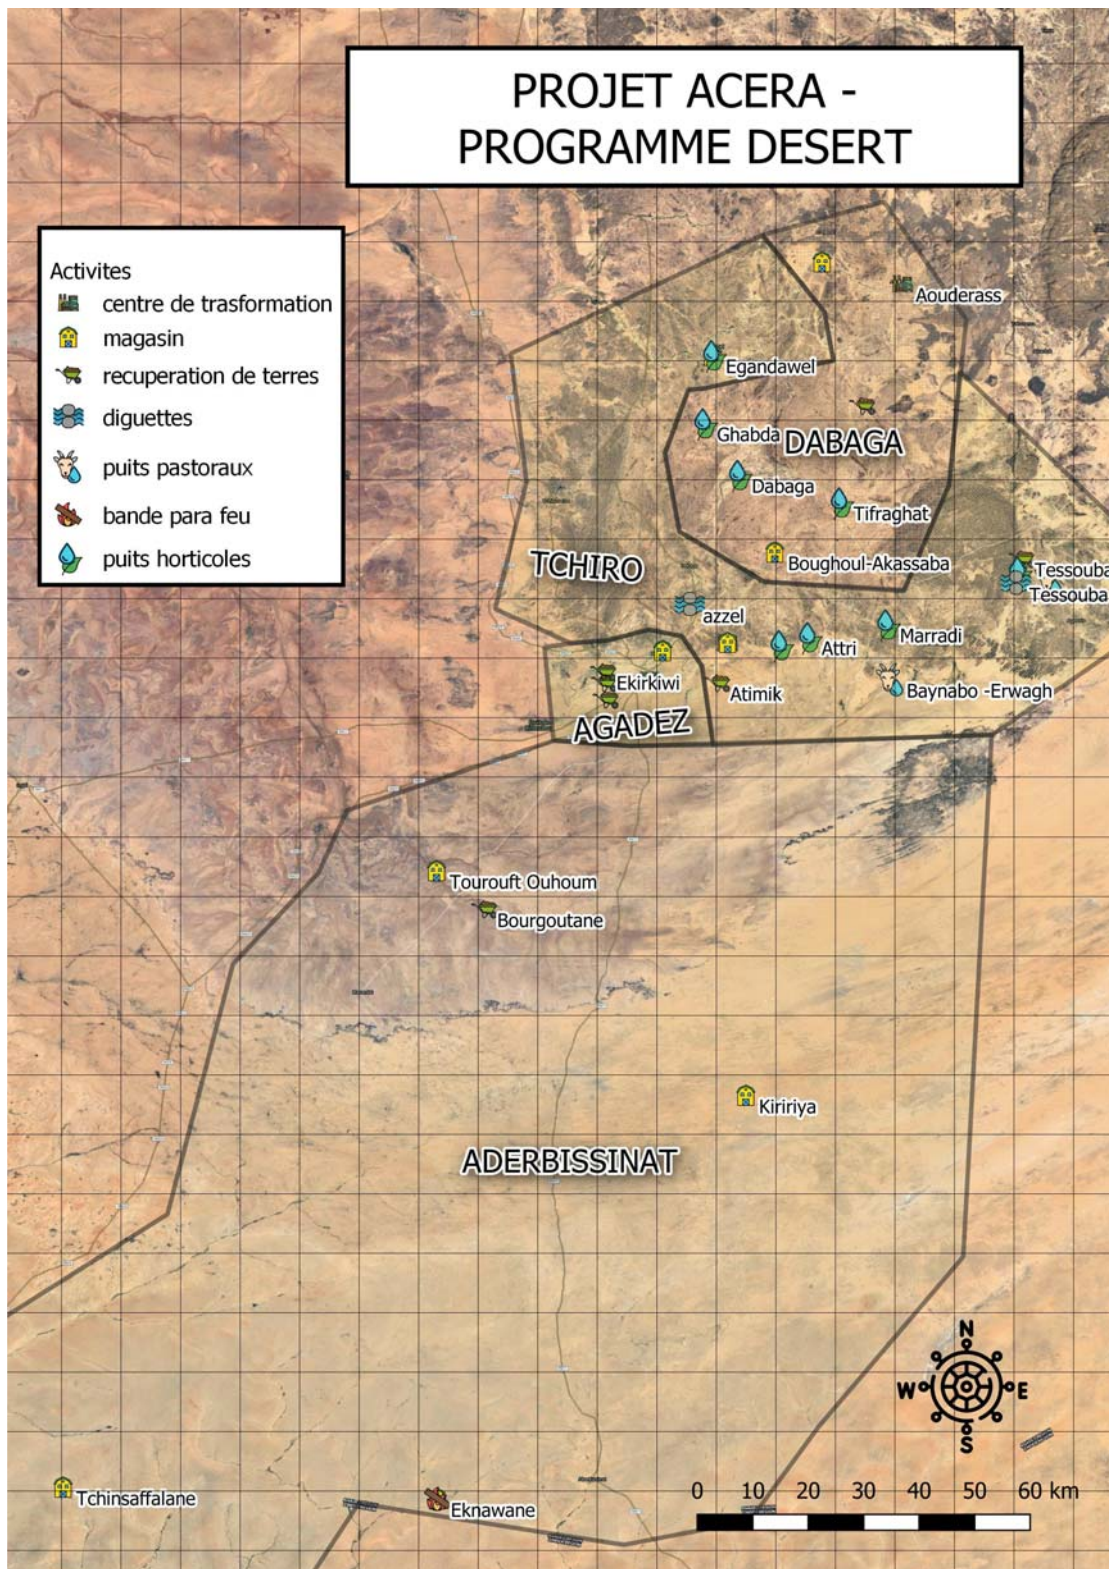 PROJET ACERA -
PROGRAMME DESERT
Activites
centre de trasformation
magasin
recuperation de terres
diguettes
puits pastoraux
bande para feu
puits horticoles
Aouderass
Egandawel
Ghabda
DABAGA
Dabaga
Tifraghat
TCHIRO
Boughoul-Akassaba
Tessouba
Tessouba
azzel
Attri
Marradi
Ekirkiwi
Atimik
Baynabo -Erwagh
AGADEZ
Tourouft Ouhoum
Bourgoutane
Kiririya
ADERBISSINAT
N
W E
S
Tchinsaffalane
Eknawane
0 10 20 30 40 50 60 km